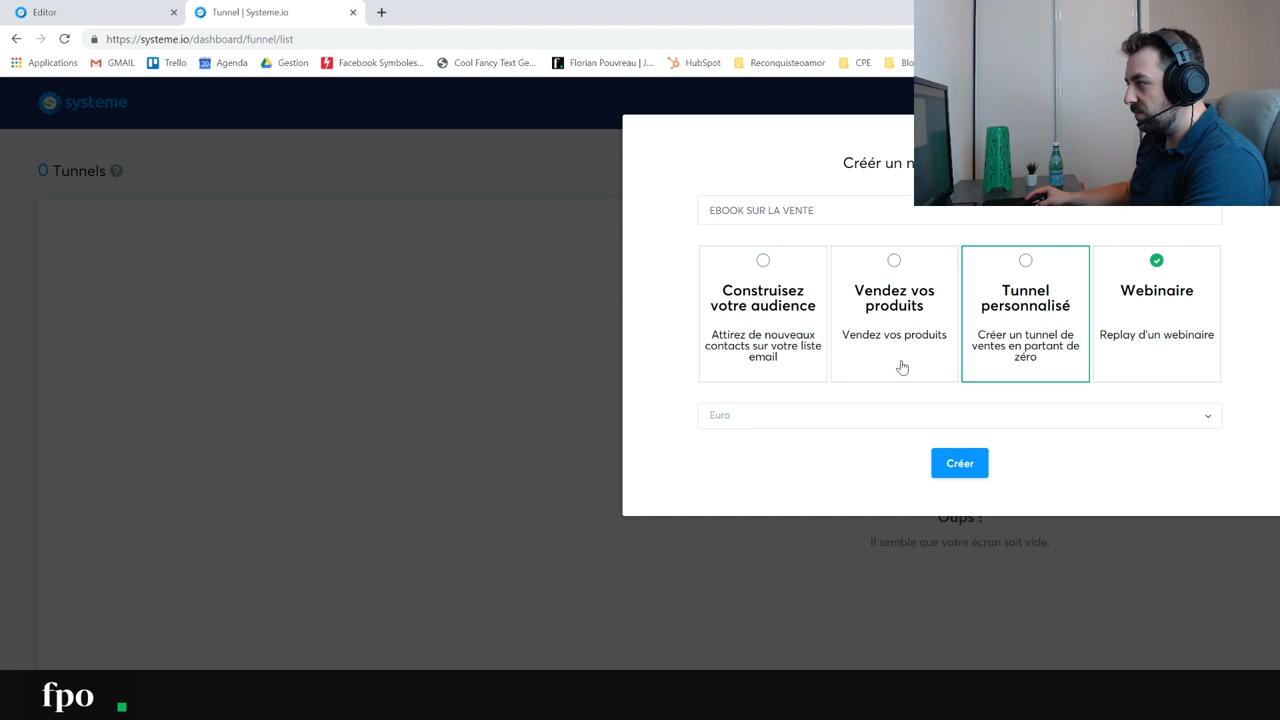 Editor
Tunnel | Systeme.io
https://systeme.io/dashboard/funnel/list
Applications
GMAIL
Trello
Agenda
Gestion
Facebook Symboles...
Cool Fancy Text Ge...
Florian Pouvreau | J...
HubSpot
Reconquisteoamor
CPE
Blo
systeme
0 Tunnels
Créér un n
EBOOK SUR LA VENTE
Construisez
votre audience
Attirez de nouveaux
contacts sur votre liste
email
Vendez vos
produits
Vendez vos produits
Tunnel
personnalisé
Créer un tunnel de
ventes en partant de
zéro
Webinaire
Replay d'un webinaire
Euro
Créer
Oups !
Il semble que votre écran soit vide.
fpo